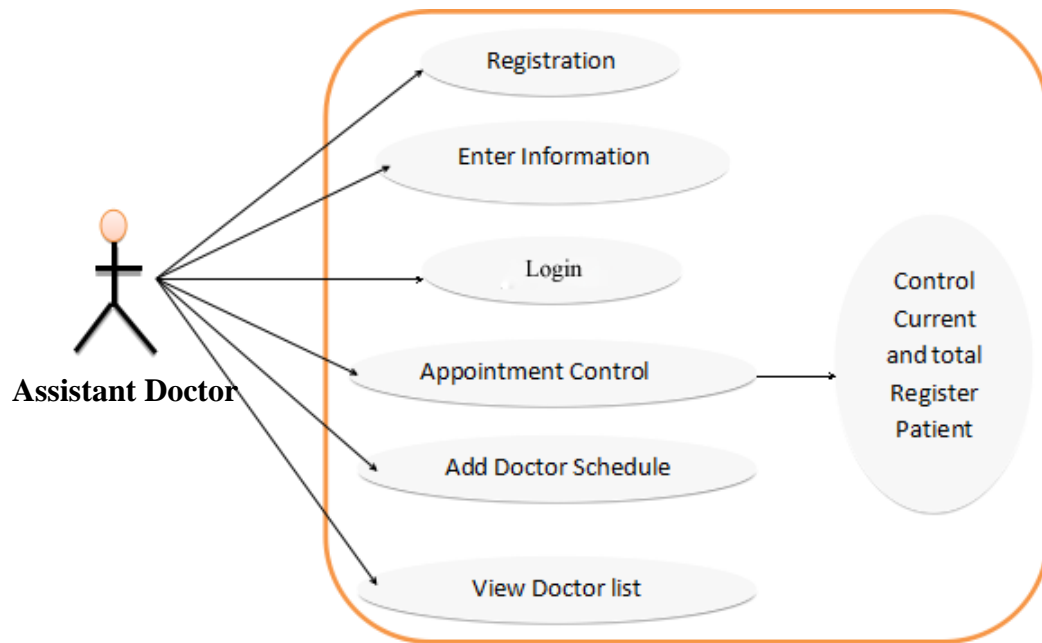 Registration
Enter Information
Login
Assistant Doctor
Appointment Control
Control
Current
and total
Register
Patient
Add Doctor Schedule
View Doctor list